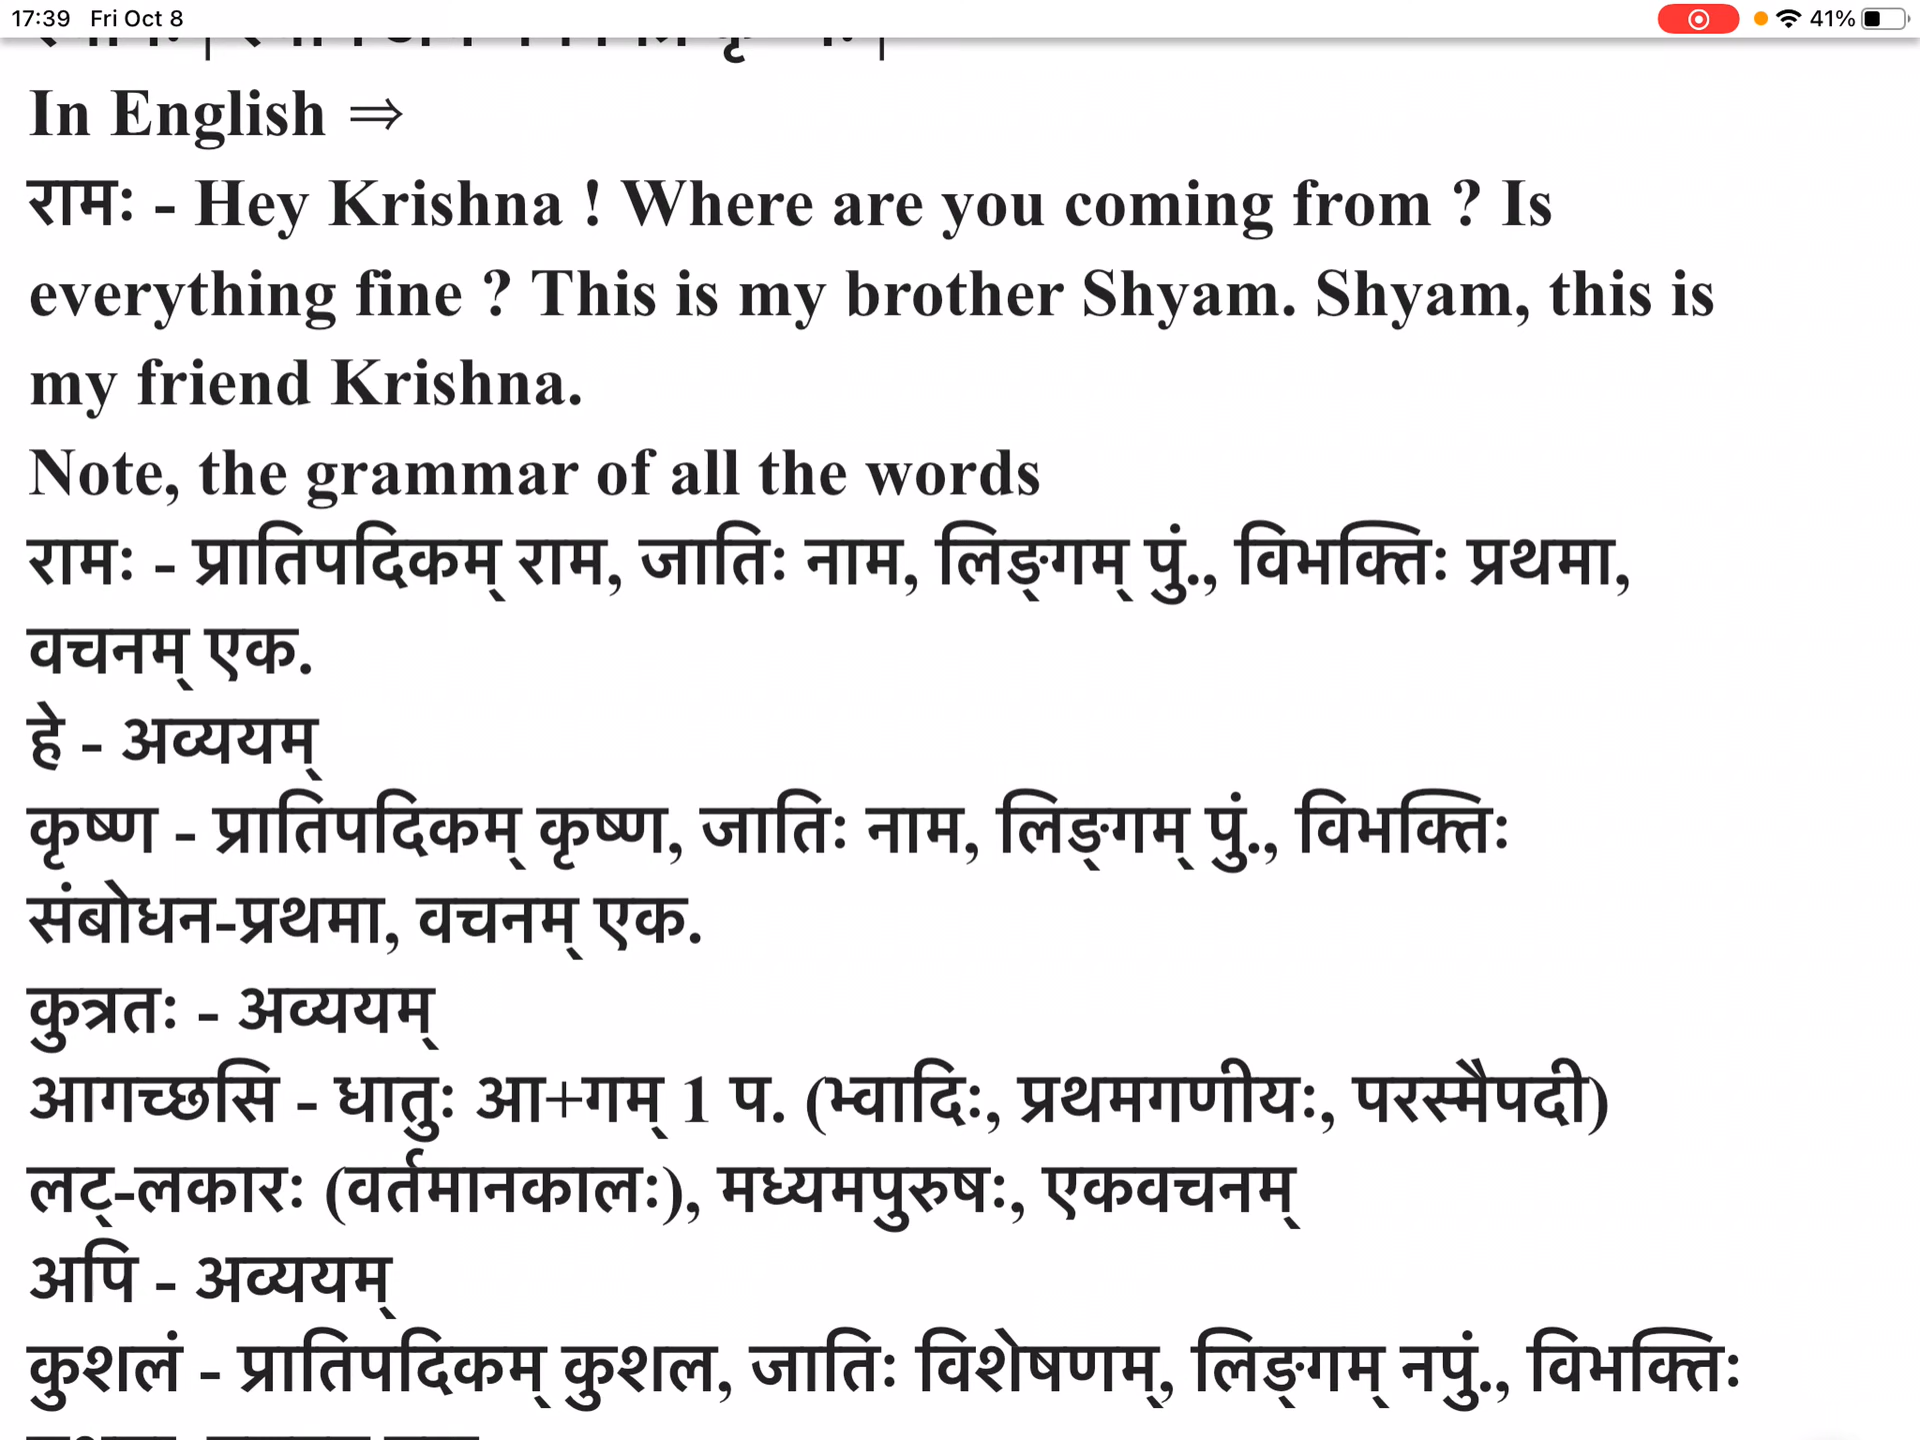 17:39 Fri Oct 8 41%
In English ⇒
रामः - Hey Krishna ! Where are you coming from ? Is
everything fine ? This is my brother Shyam. Shyam, this is
my friend Krishna.
Note, the grammar of all the words
रामः - प्रातिपदिकम् राम, जातिः नाम, लिङ्गम् पुं., विभक्तिः प्रथमा,
वचनम् एक.
हे - अव्ययम्
कृष्ण - प्रातिपदिकम् कृष्ण, जातिः नाम, लिङ्गम् पुं., विभक्तिः
संबोधन-प्रथमा, वचनम् एक.
कुत्रतः - अव्ययम्
आगच्छसि - धातुः आ+गम् 1 प. (भ्वादिः, प्रथमगणीयः, परस्मैपदी)
लट्-लकारः (वर्तमानकालः), मध्यमपुरुषः, एकवचनम्
अपि - अव्ययम्
कुशलं - प्रातिपदिकम् कुशल, जातिः विशेषणम्, लिङ्गम् नपुं., विभक्तिः